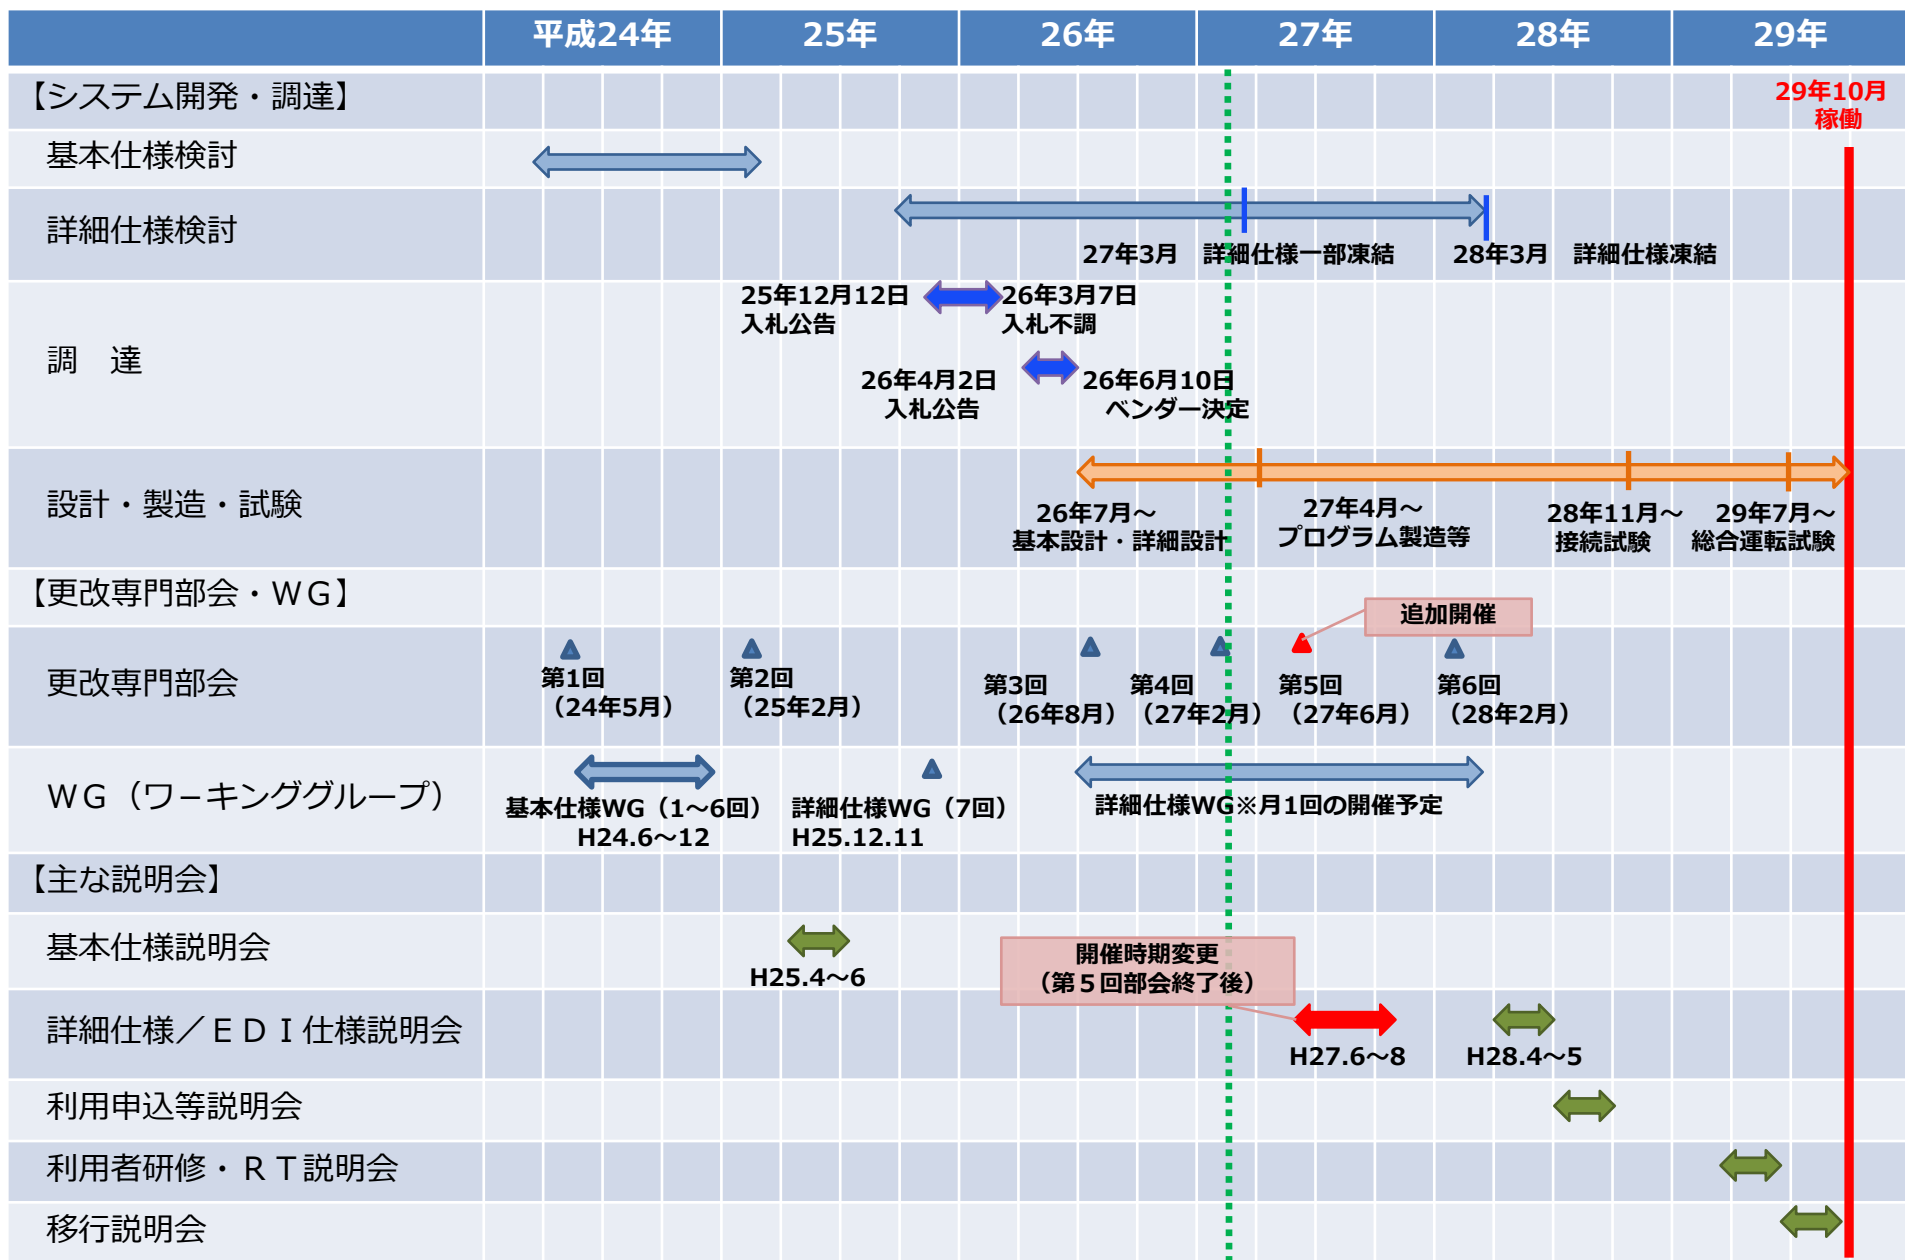 平成24年
25年
26年
27年
28年
29年
【システム開発・調達】
29年10月
稼働
基本仕様検討
詳細仕様検討
27年3月　詳細仕様一部凍結
28年3月　詳細仕様凍結
調　達
25年12月12日
入札公告
26年3月7日
入札不調
26年4月2日
入札公告
26年6月10日
ベンダー決定
設計・製造・試験
26年7月～
基本設計・詳細設計
27年4月～
プログラム製造等
28年11月～
接続試験
29年7月～
総合運転試験
【更改専門部会・ＷＧ】
追加開催
更改専門部会
第1回
（24年5月）
第2回
（25年2月）
第3回
（26年8月）
第4回
（27年2月）
第5回
（27年6月）
第6回
（28年2月）
ＷＧ（ワーキンググループ）
基本仕様WG（1～6回）
H24.6～12
詳細仕様WG（7回）
H25.12.11
詳細仕様WG※月1回の開催予定
【主な説明会】
基本仕様説明会
H25.4～6
開催時期変更
（第５回部会終了後）
詳細仕様／ＥＤＩ仕様説明会
H27.6～8
H28.4～5
利用申込等説明会
利用者研修・ＲＴ説明会
移行説明会